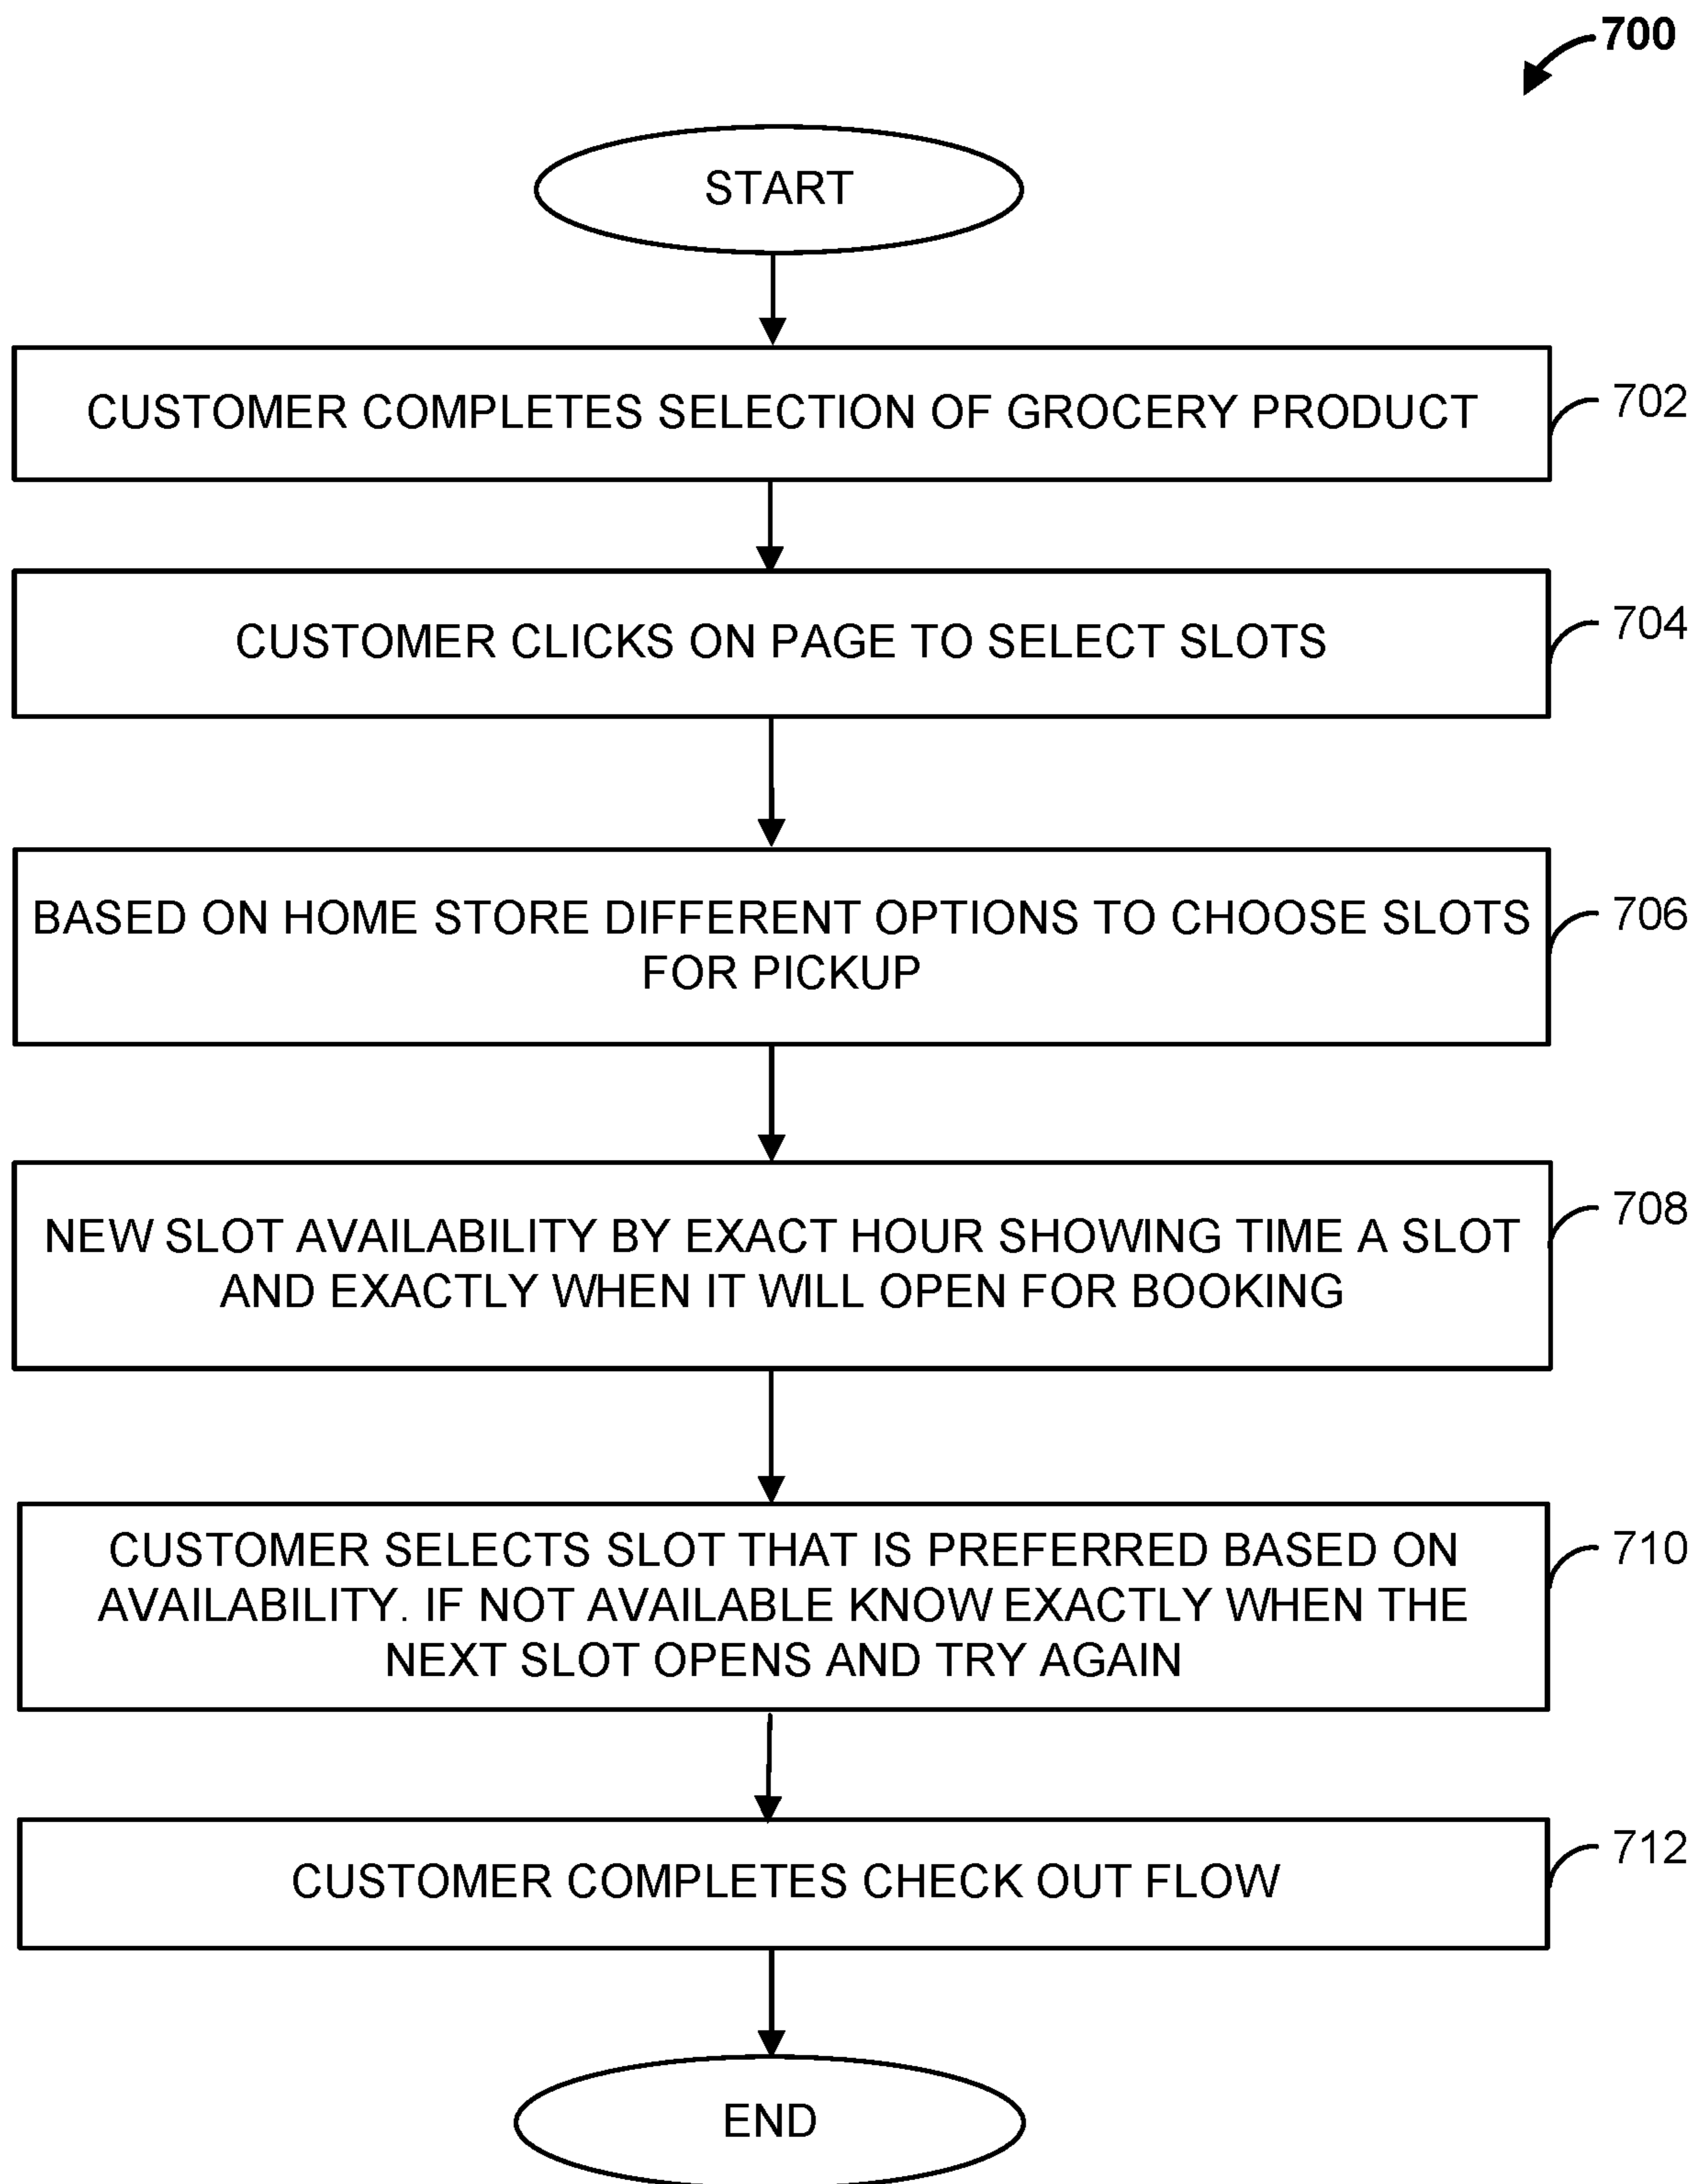 700
START
CUSTOMER COMPLETES SELECTION OF GROCERY PRODUCT
702
CUSTOMER CLICKS ON PAGE TO SELECT SLOTS
704
BASED ON HOME STORE DIFFERENT OPTIONS TO CHOOSE SLOTS
FOR PICKUP
706
NEW SLOT AVAILABILITY BY EXACT HOUR SHOWING TIME A SLOT
AND EXACTLY WHEN IT WILL OPEN FOR BOOKING
708
CUSTOMER SELECTS SLOT THAT IS PREFERRED BASED ON
AVAILABILITY. IF NOT AVAILABLE KNOW EXACTLY WHEN THE
NEXT SLOT OPENS AND TRY AGAIN
710
CUSTOMER COMPLETES CHECK OUT FLOW
712
END